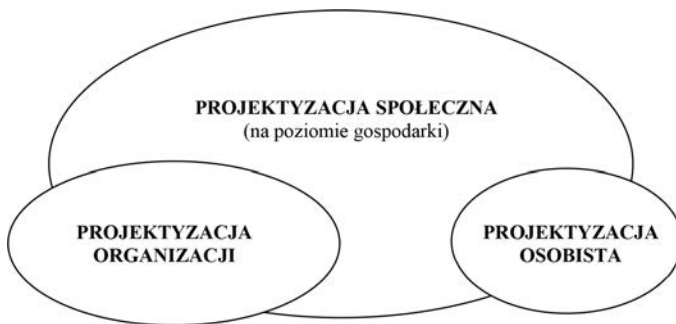 PROJEKTYZACJA SPOŁECZNA
(na poziomie gospodarki)
PROJEKTYZACJA
ORGANIZACJI
PROJEKTYZACJA
OSOBISTA